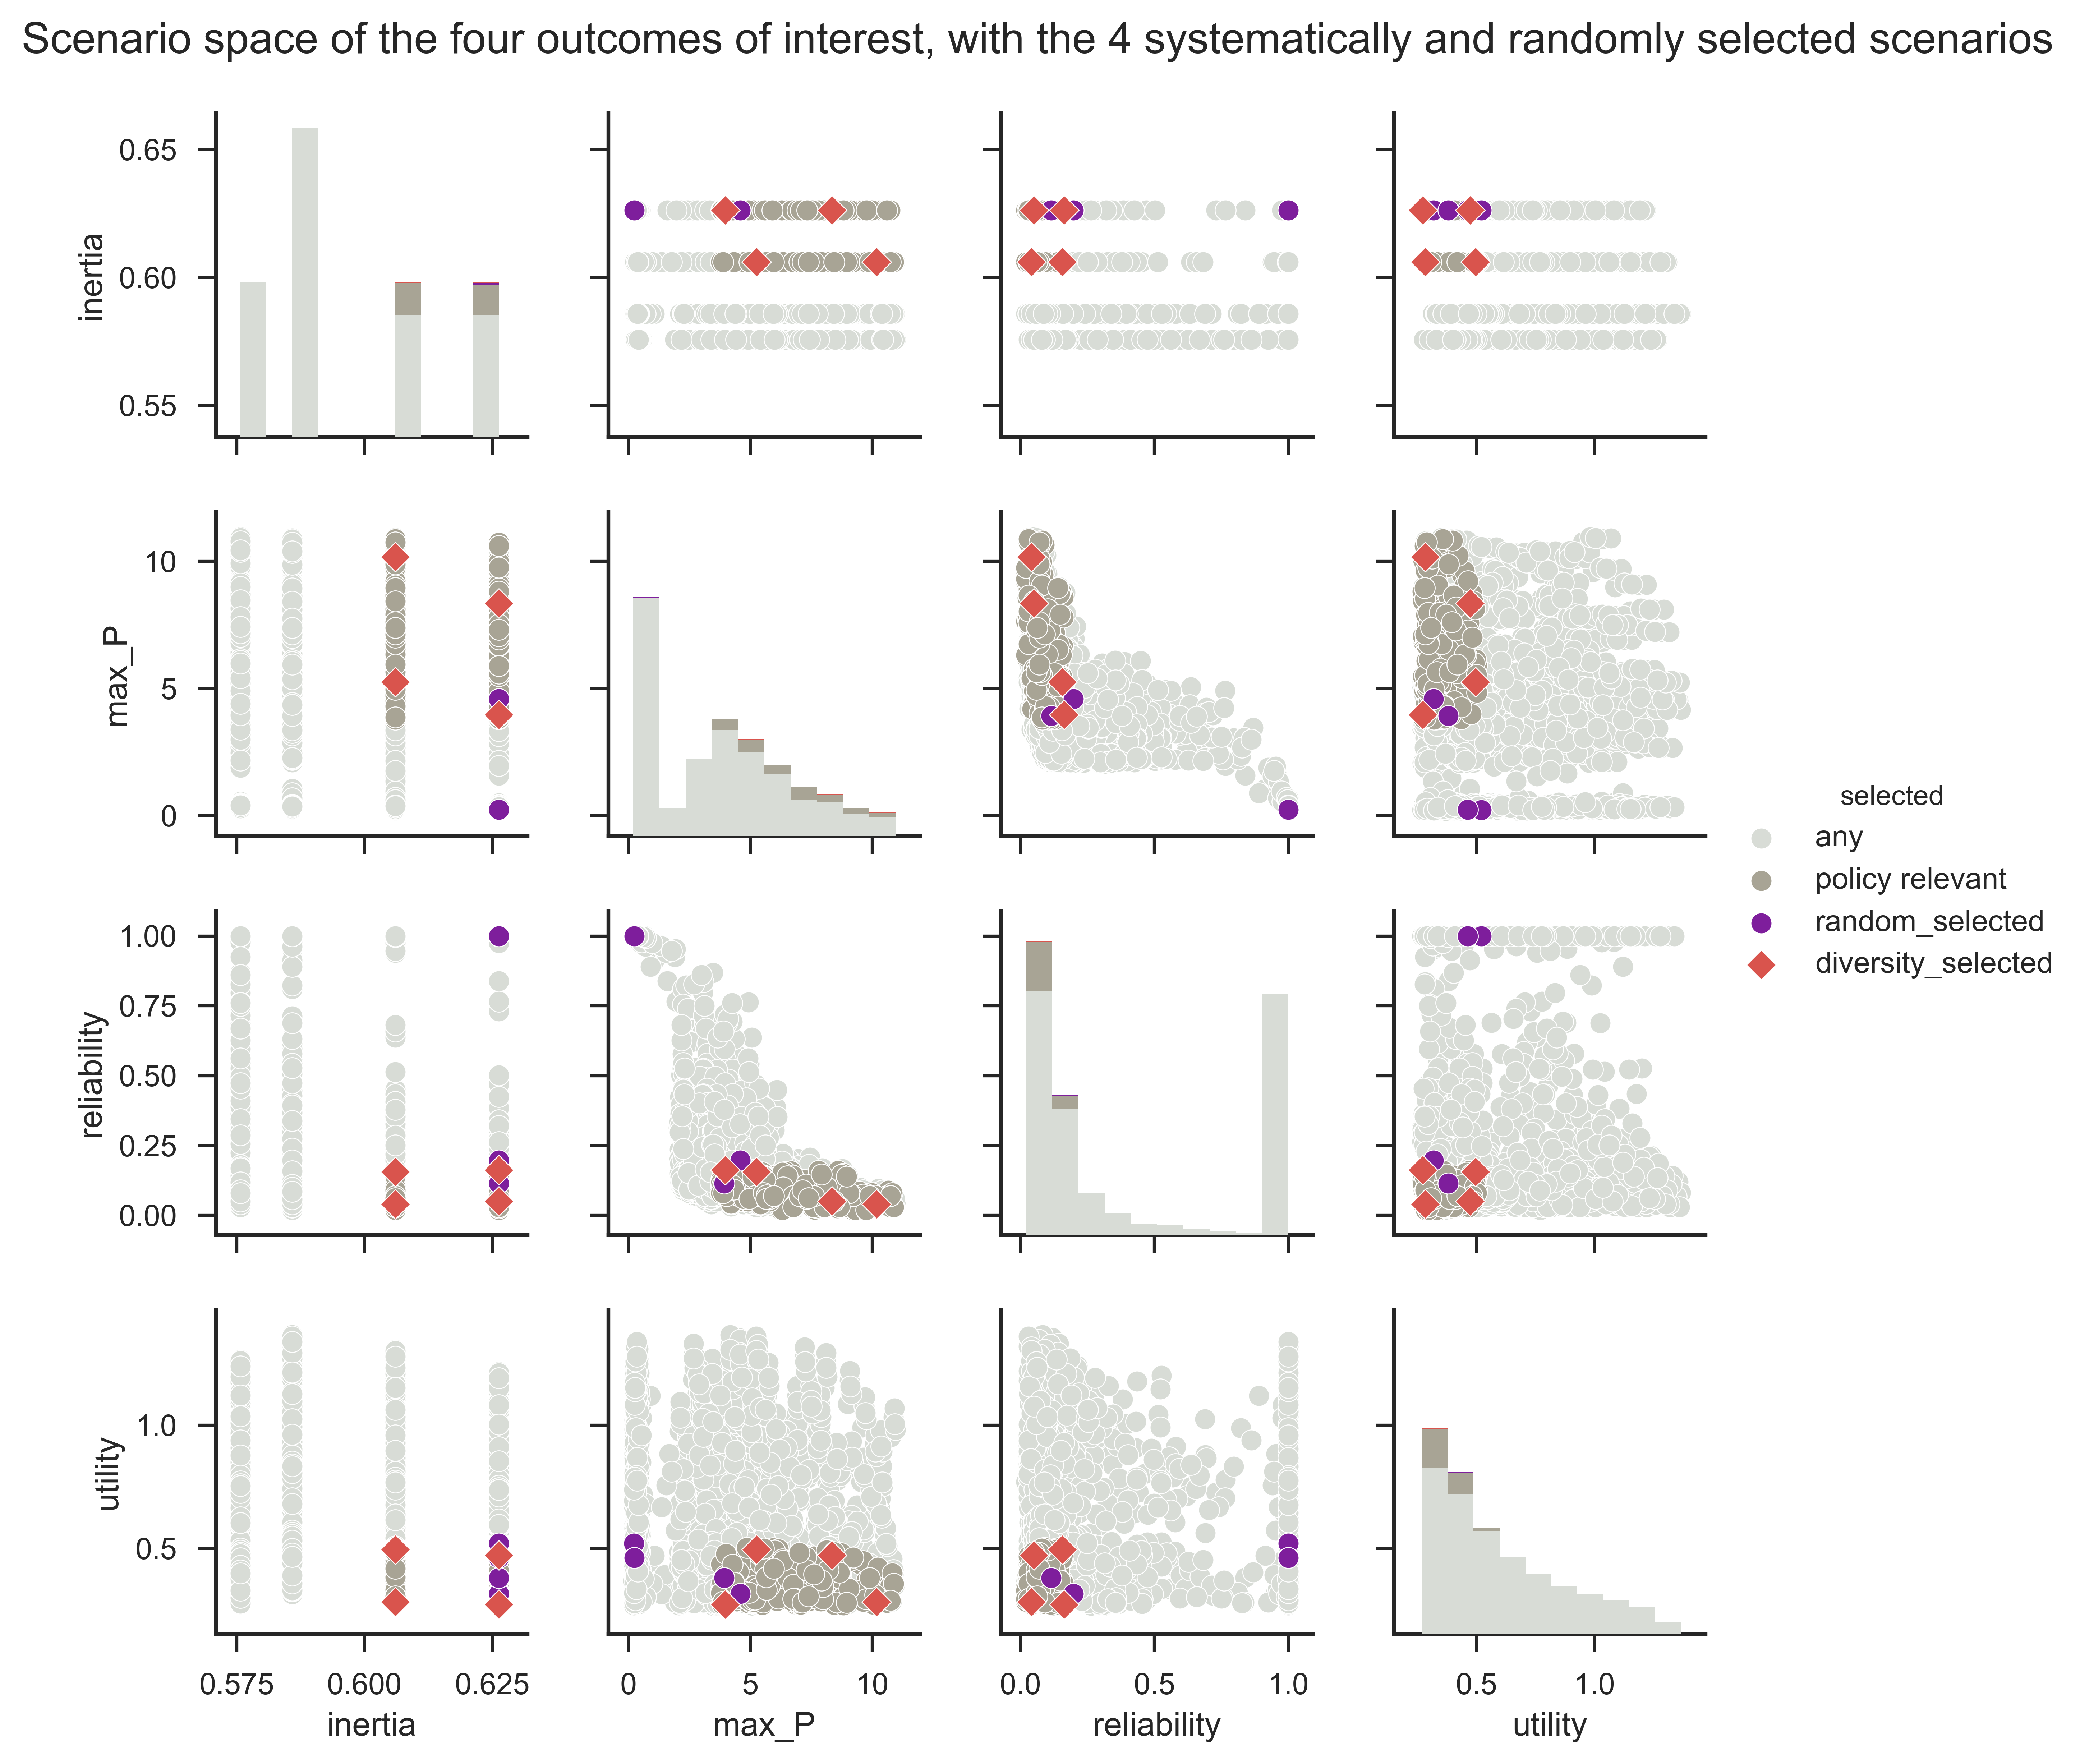 Scenario space of the four outcomes of interest, with the 4 systematically and randomly selected scenarios
inertia
0.65
0.60
0.55
max_P
10
5
0
reliability
1.00
0.75
0.50
0.25
0.00
utility
1.0
0.5
0.575 0.600 0.625
inertia
0 5 10
max_P
0.0 0.5 1.0
reliability
0.5 1.0
utility
selected
any
policy relevant
random_selected
diversity_selected